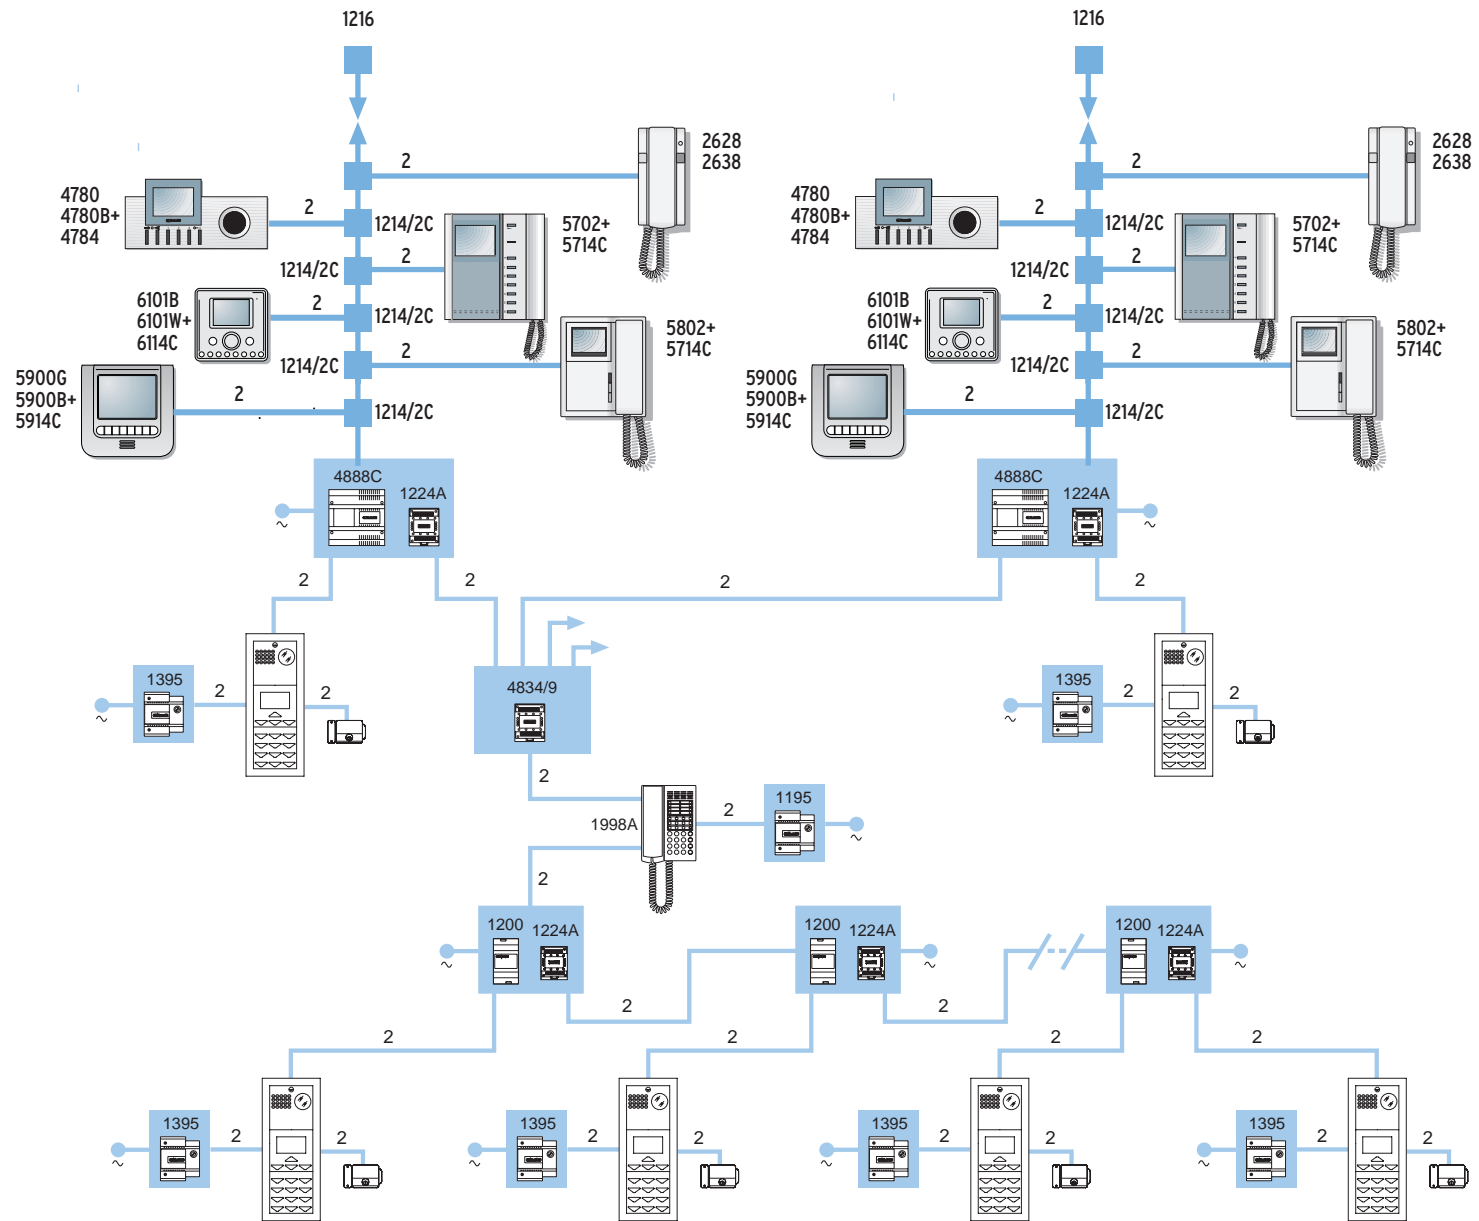 1216
1216
2
2628
2638
2
2628
2638
4780
4780B+
4784
2
1214/2C
5702+
5714C
4780
4780B+
4784
2
1214/2C
5702+
5714C
1214/2C
2
1214/2C
2
6101B
6101W+
6114C
2
1214/2C
6101B
6101W+
6114C
2
1214/2C
5802+
5714C
5802+
5714C
1214/2C
2
1214/2C
2
5900G
5900B+
5914C
2
1214/2C
5900G
5900B+
5914C
2
1214/2C
4888C
1224A
~
4888C
1224A
~
2
2
2
2
1395
~
2
2
4834/9
1395
~
2
2
2
1998A
2
1195
~
2
1200
1224A
~
1200
1224A
~
1200
1224A
~
2
2
2
2
2
2
1395
~
2
2
1395
~
2
2
1395
~
2
2
1395
~
2
2